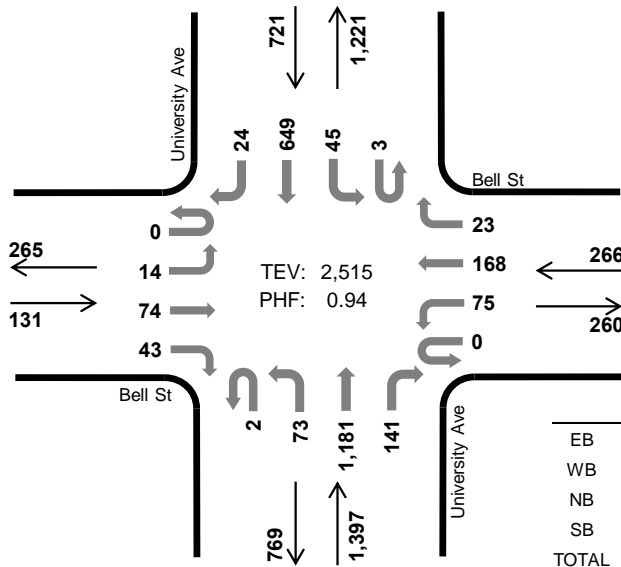 721
1,221
University Ave
24
649
45
3
Bell St
0
14
74
43
265
131
TEV: 2,515
PHF: 0.94
23
168
75
0
266
260
Bell St
2
73
1,181
141
University Ave
769
1,397
EB
WB
NB
SB
TOTAL